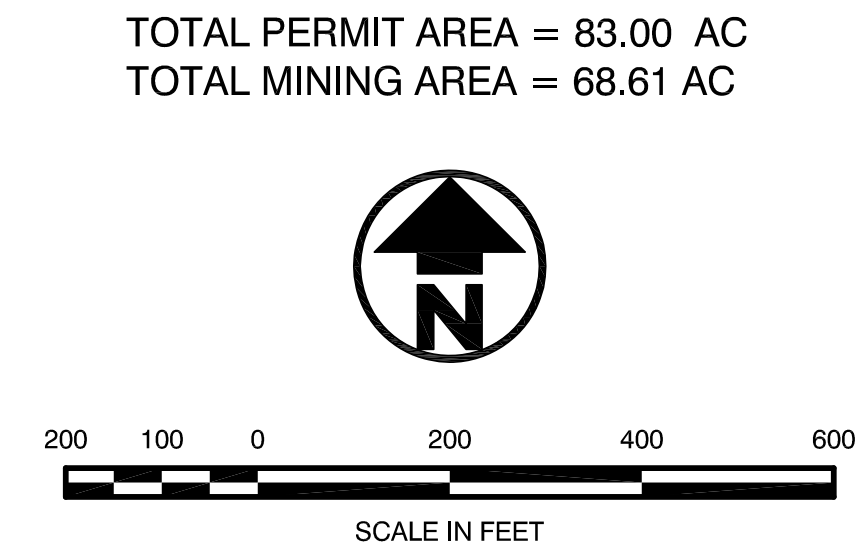 TOTAL PERMIT AREA = 83.00 AC
TOTAL MINING AREA = 68.61 AC
N
200 100 0 200 400 600
SCALE IN FEET